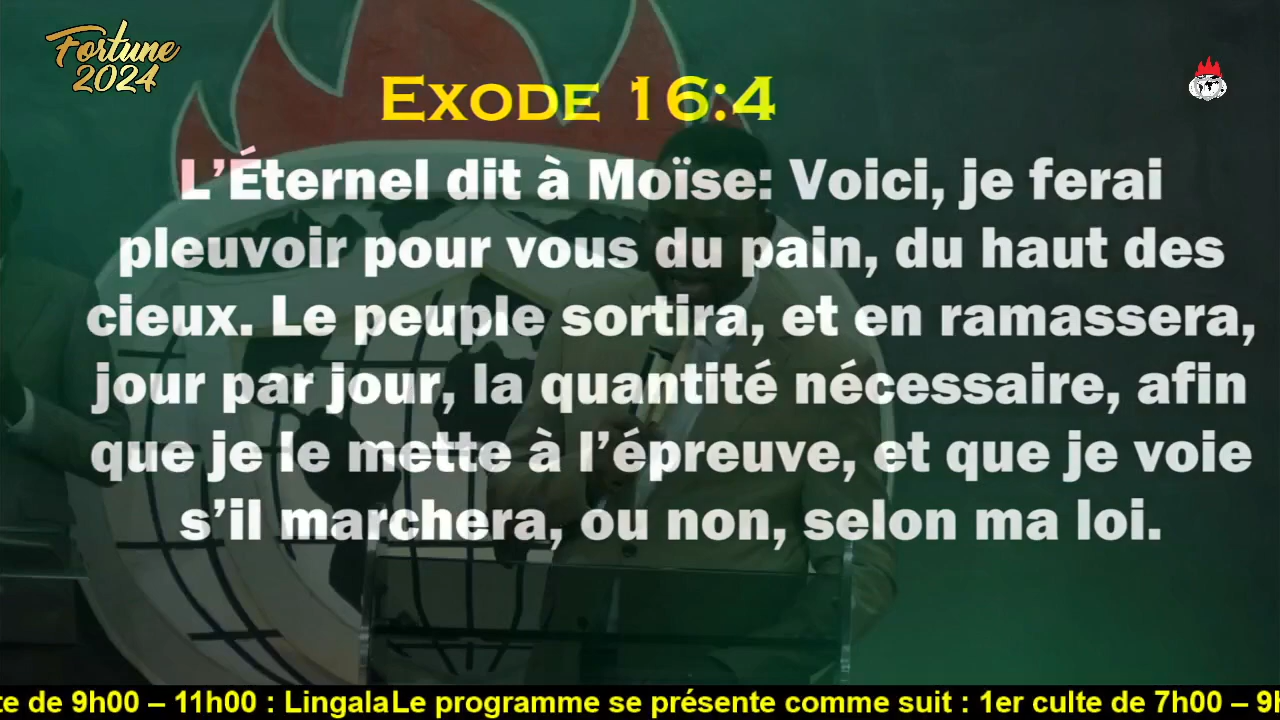 Fortune
2024
EXODE 16:4
L’Éternel dit à Moïse: Voici, je ferai
pleuvoir pour vous du pain, du haut des
cieux. Le peuple sortira, et en ramassera,
jour par jour, la quantité nécessaire, afin
que je le mette à l’épreuve, et que je voie
s’il marchera, ou non, selon ma loi.
te de 9h00 – 11h00 : LingalaLe programme se présente comme suit : 1er culte de 7h00 – 9h